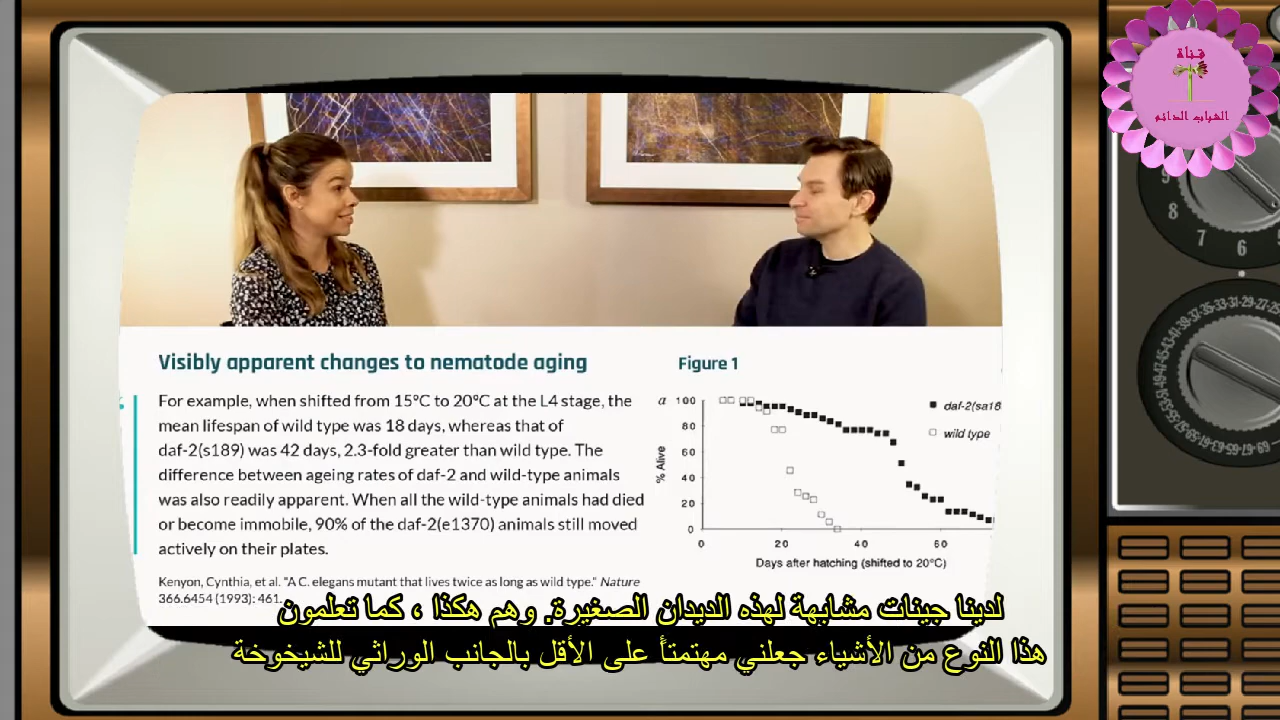 قناة
الشباب الدائم
Visibly apparent changes to nematode aging
For example, when shifted from 15°C to 20°C at the L4 stage, the
mean lifespan of wild type was 18 days, whereas that of
daf-2(s189) was 42 days, 2.3-fold greater than wild type. The
difference between ageing rates of daf-2 and wild-type animals
was also readily apparent. When all the wild-type animals had died
or become immobile, 90% of the daf-2(e1370) animals still moved
actively on their plates.
Kenyon, Cynthia, et al. "A C. elegans mutant that lives twice as long as wild type." Nature
366.6454 (1993): 461.
Figure 1
a
% Alive
100
80
60
40
20
0
daf-2(sa18
wild type
0 20 40 60
Days after hatching (shifted to 20°C)
8
7
6
لدينا جينات مشابهة لهذه الديدان الصغيرة. وهم هكذا ، كما تعلمون
هذا النوع من الأشياء جعلني مهتمتأ على الأقل بالجانب الوراثي للشيخوخة